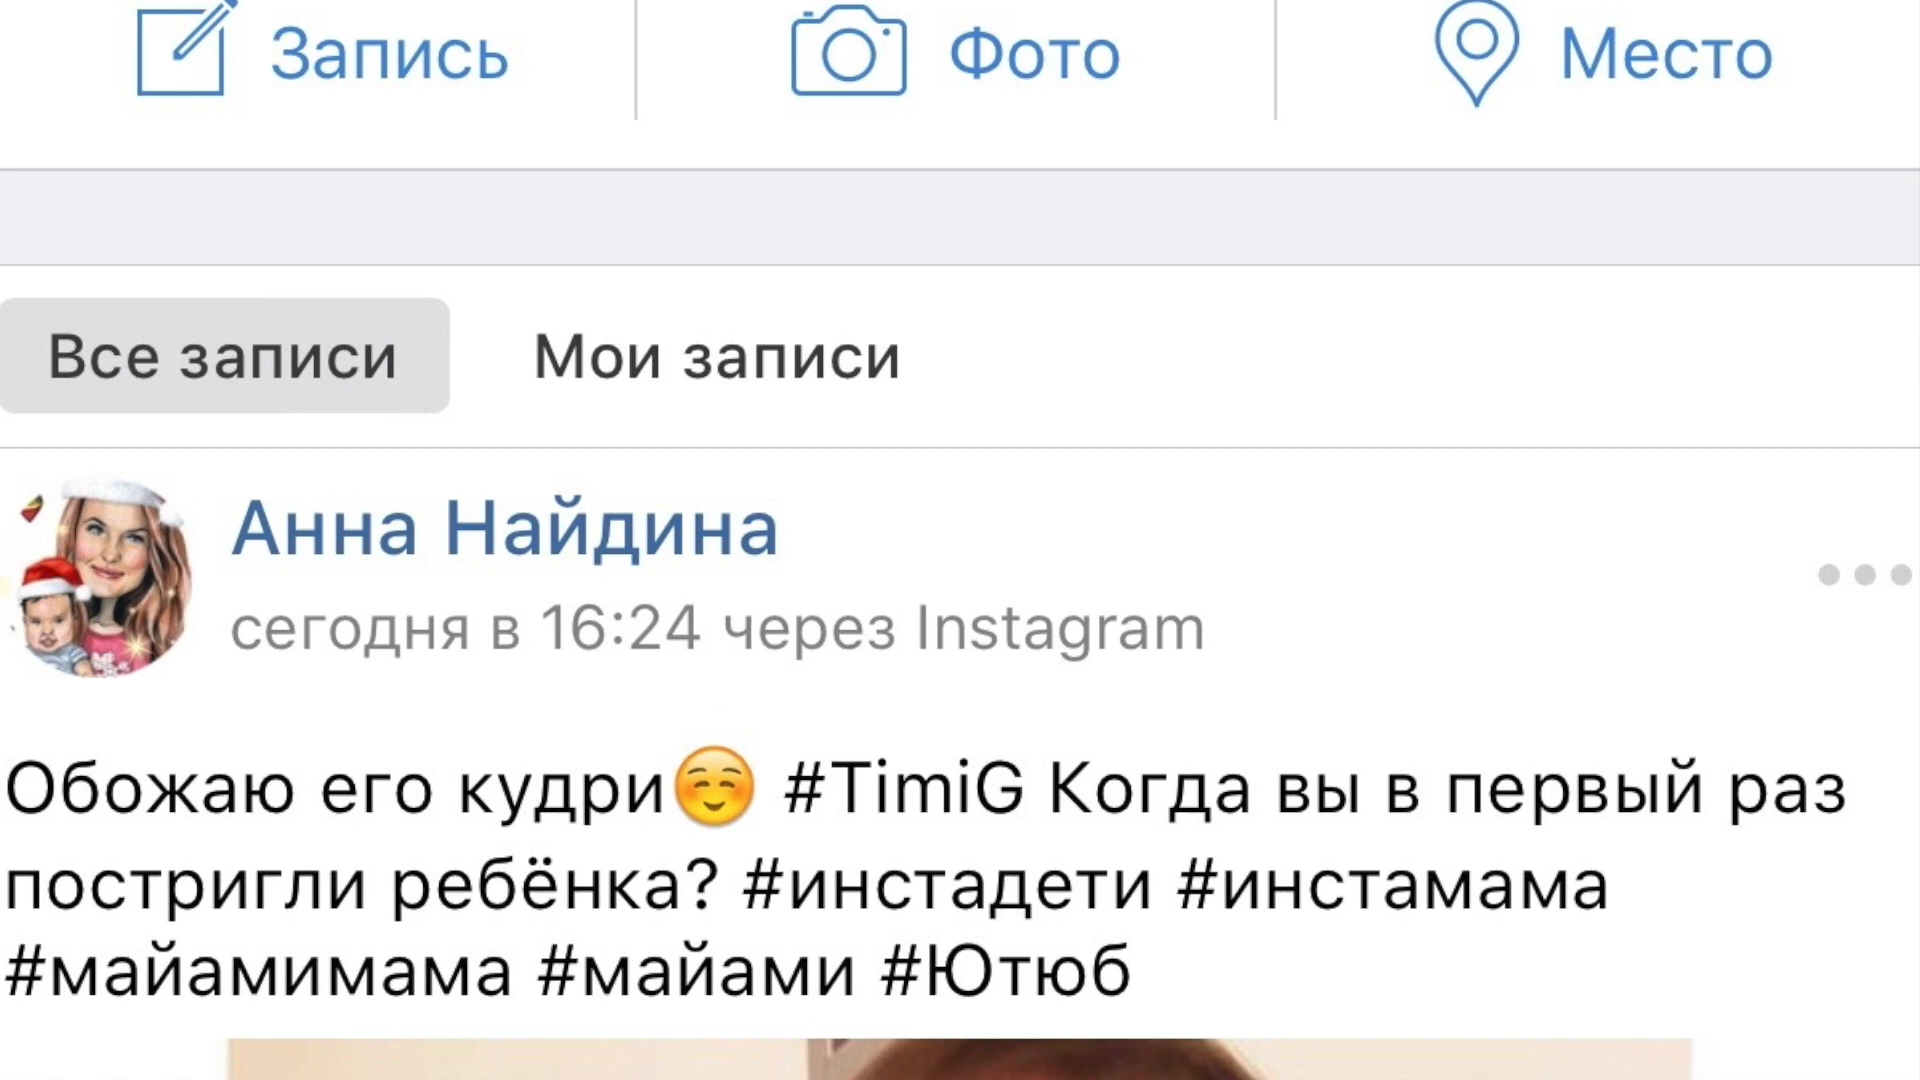 Запись
Фото
Место
Все записи
Мои записи
Анна Найдина
сегодня в 16:24 через Instagram
Обожаю его кудри☺️ #TimiG Когда вы в первый раз
постригли ребёнка? #инстадети #инстамама
#майамимама #майами #Ютюб